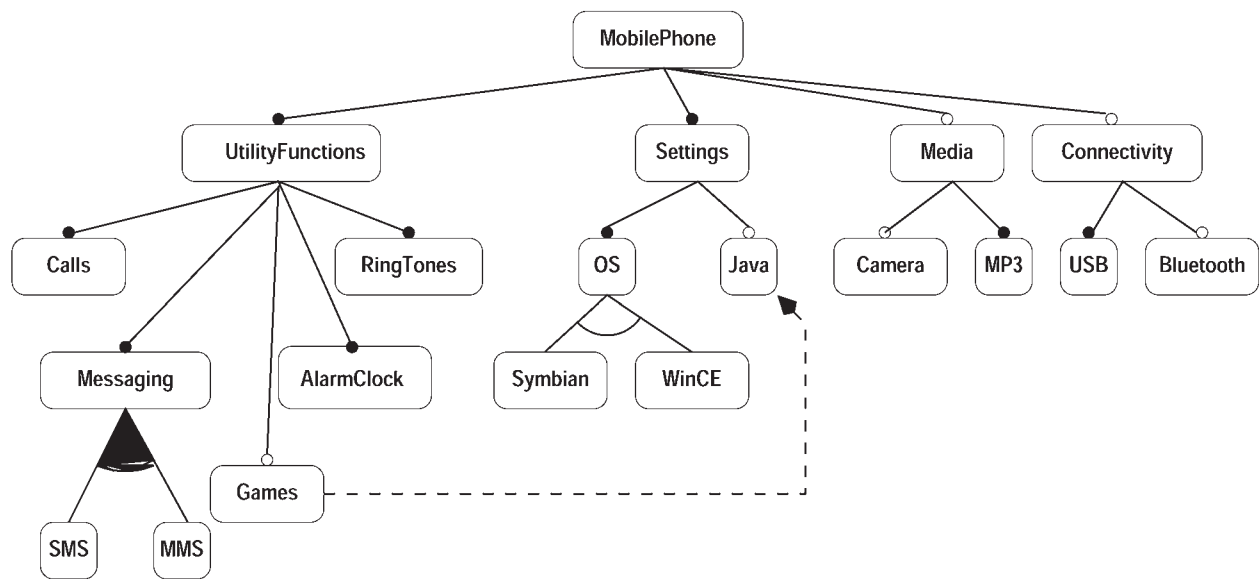 MobilePhone
UtilityFunctions
Settings
Media
Connectivity
Calls
RingTones
OS
Java
Camera
MP3
USB
Bluetooth
Messaging
AlarmClock
Symbian
WinCE
Games
SMS
MMS